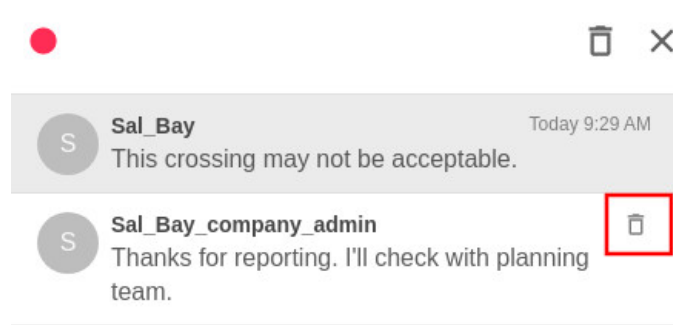 Sal_Bay
Today 9:29 AM
S
This crossing may not be acceptable.
Sal_Bay_company_admin
S
Thanks for reporting. I'll check with planning
team.